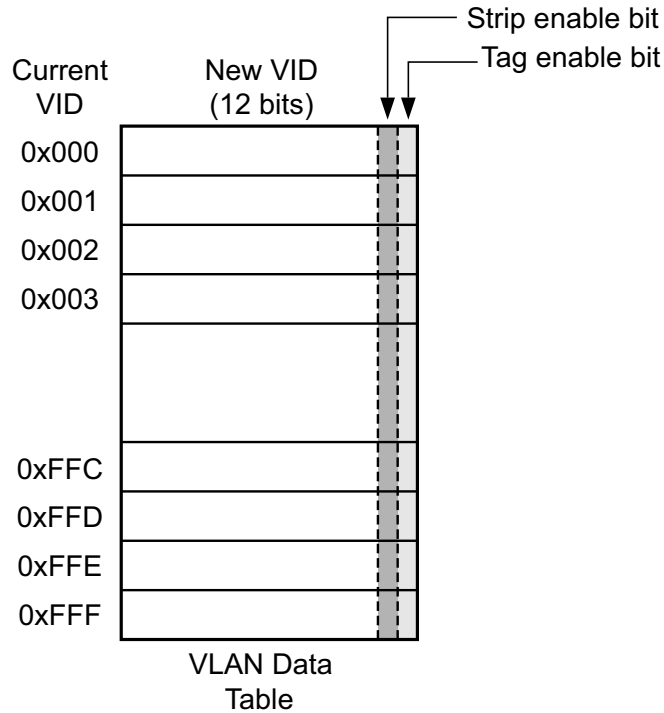 Strip enable bit
Tag enable bit
Current
VID
New VID
(12 bits)
0x000
0x001
0x002
0x003
0xFFC
0xFFD
0xFFE
0xFFF
VLAN Data
Table